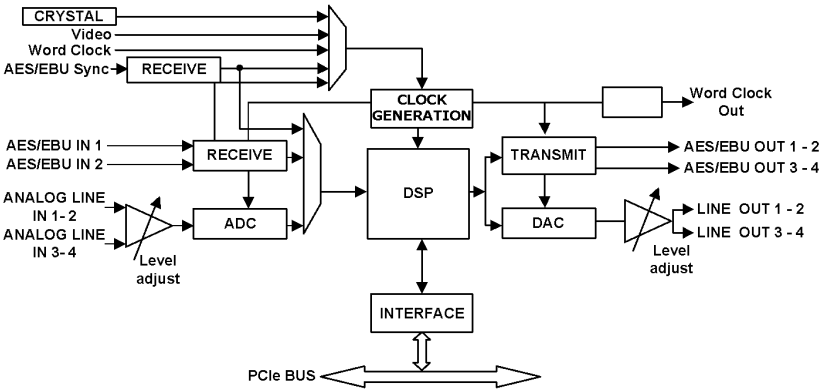 CRYSTAL
Video
Word Clock
AES/EBU Sync
RECEIVE
CLOCK
GENERATION
Word Clock
Out
AES/EBU IN 1
AES/EBU IN 2
RECEIVE
DSP
TRANSMIT
AES/EBU OUT 1 - 2
AES/EBU OUT 3 - 4
ANALOG LINE
IN 1- 2
ANALOG LINE
IN 3- 4
Level
adjust
ADC
DAC
LINE OUT 1 - 2
LINE OUT 3 - 4
Level
adjust
INTERFACE
PCIe BUS